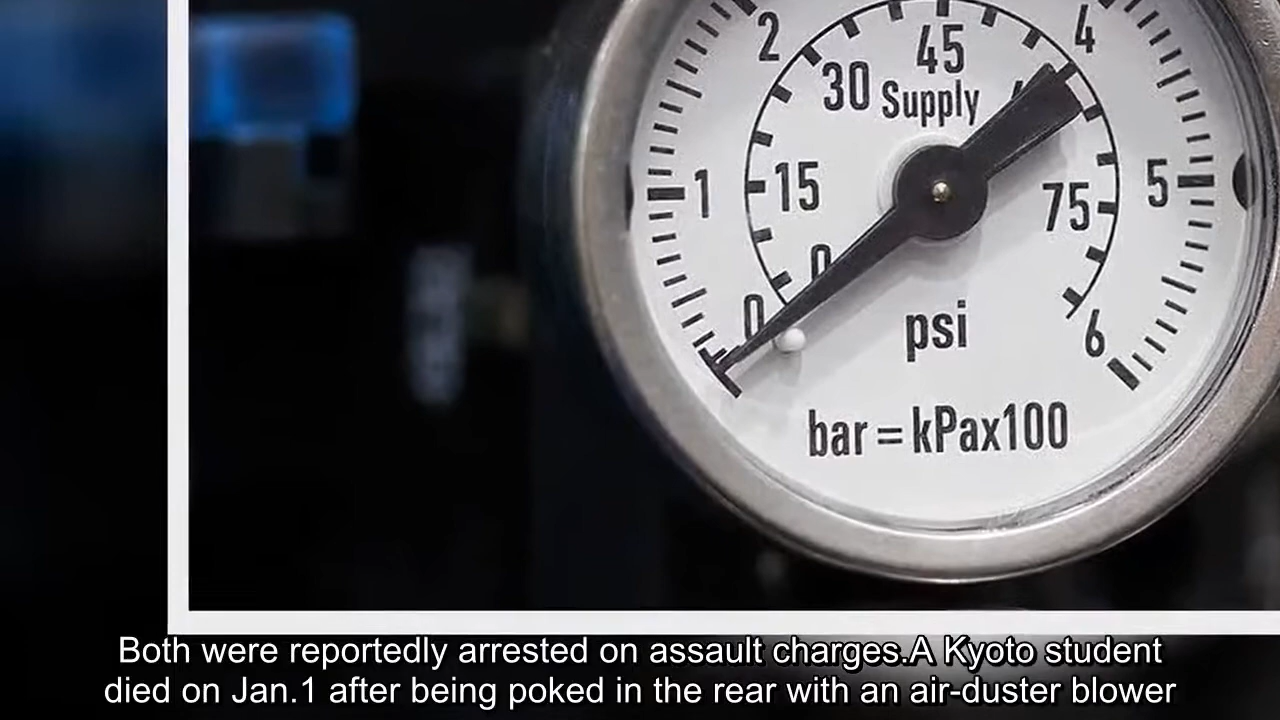 2
4
45
30
Supply
1
15
75
5
0
0
psi
6
bar = kPax100
Both were reportedly arrested on assault charges.A Kyoto student
died on Jan.1 after being poked in the rear with an air-duster blower